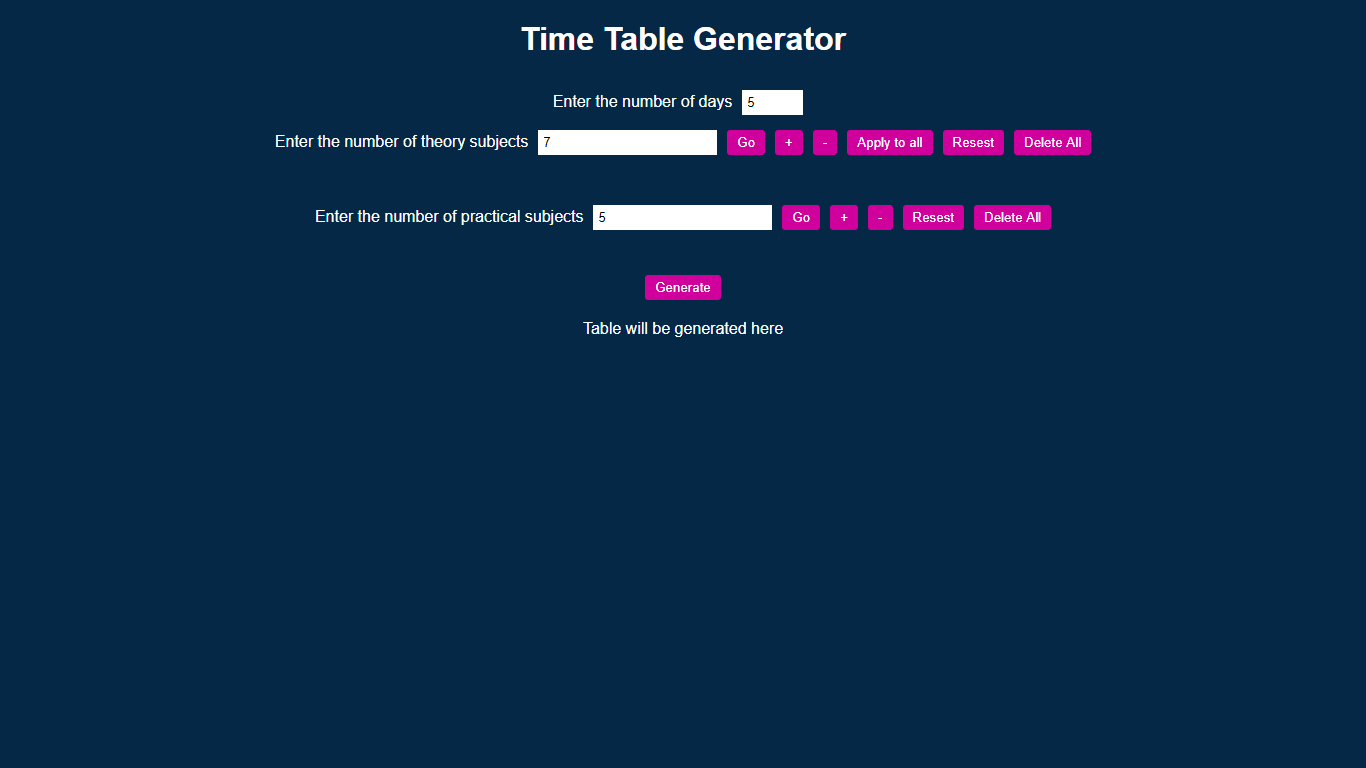 Time Table Generator
Enter the number of days 5
Enter the number of theory subjects 7 Go + - Apply to all Resest Delete All
Enter the number of practical subjects 5 Go + - Resest Delete All
Generate
Table will be generated here